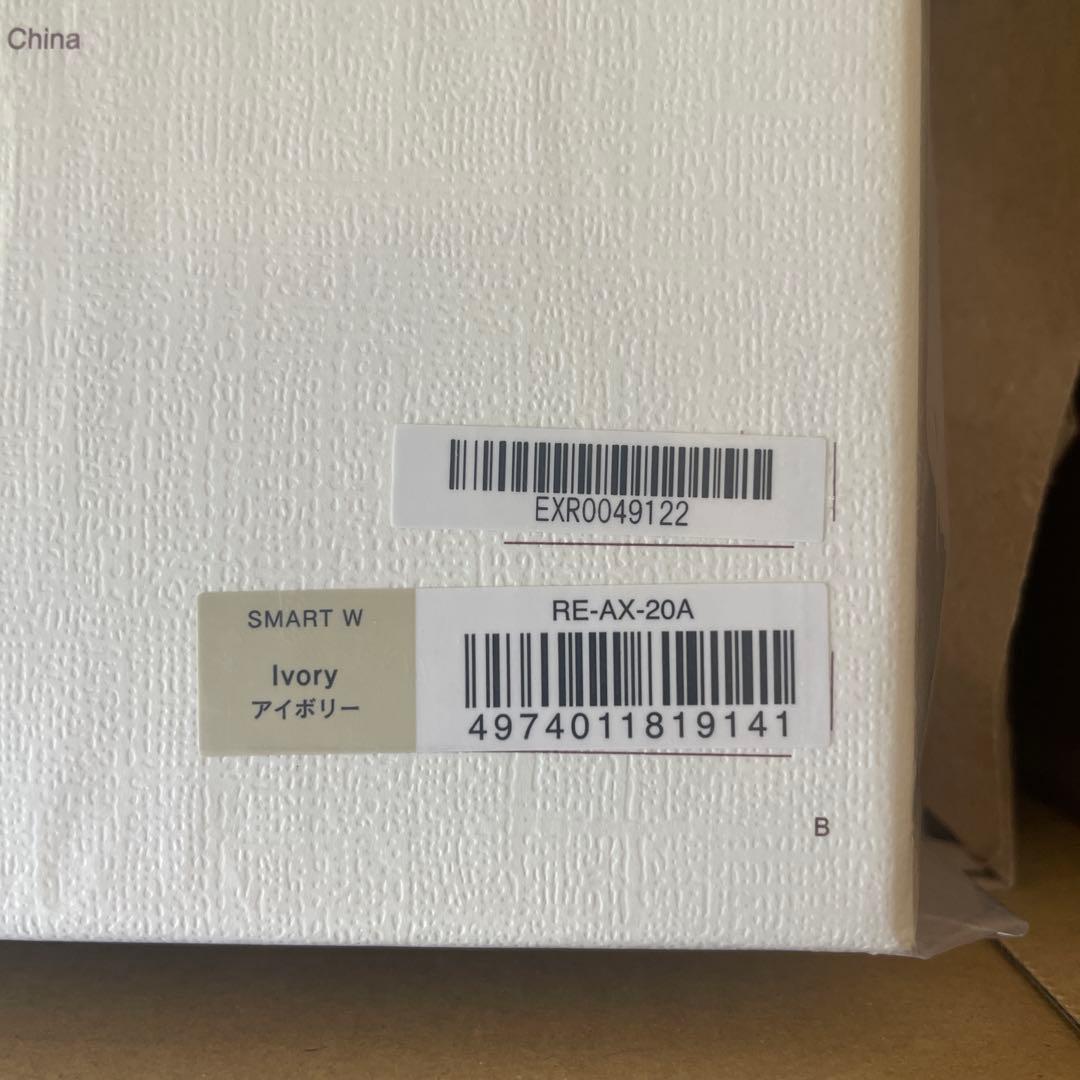 China
EXR0049122
SMART W
Ivory
アイボリー
RE-AX-20A
4974011819141
B